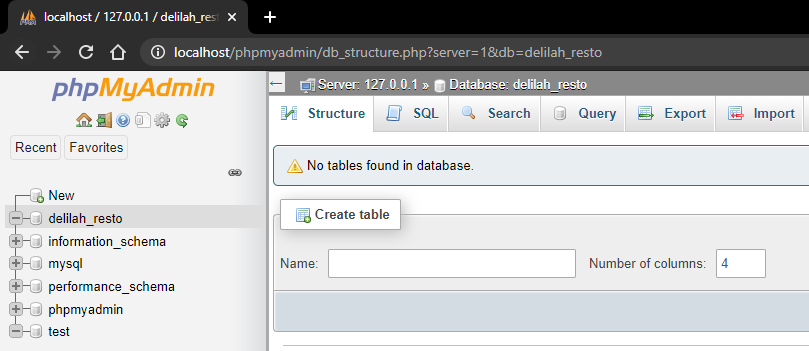 localhost / 127.0.0.1 / delilah_res
localhost/phpmyadmin/db_structure.php?server=1&db=delilah_resto
phpMyAdmin
Server: 127.0.0.1 » Database: delilah_resto
Structure SQL Search Query Export Import
Recent Favorites
No tables found in database.
New
delilah_resto
information_schema
mysql
performance_schema
phpmyadmin
test
Create table
Name: Number of columns: 4